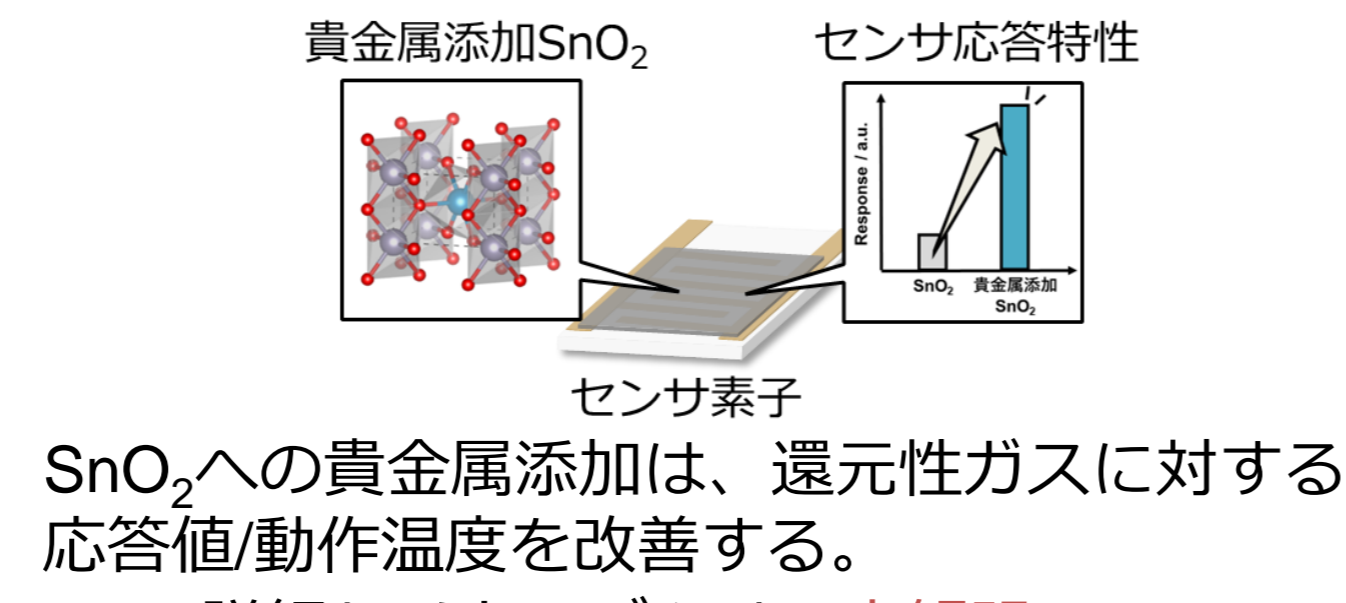 貴金属添加SnO₂
センサ応答特性
Response / a.u.
SnO₂
貴金属添加
SnO₂
センサ素子
SnO₂への貴金属添加は、還元性ガスに対する
応答値/動作温度を改善する。